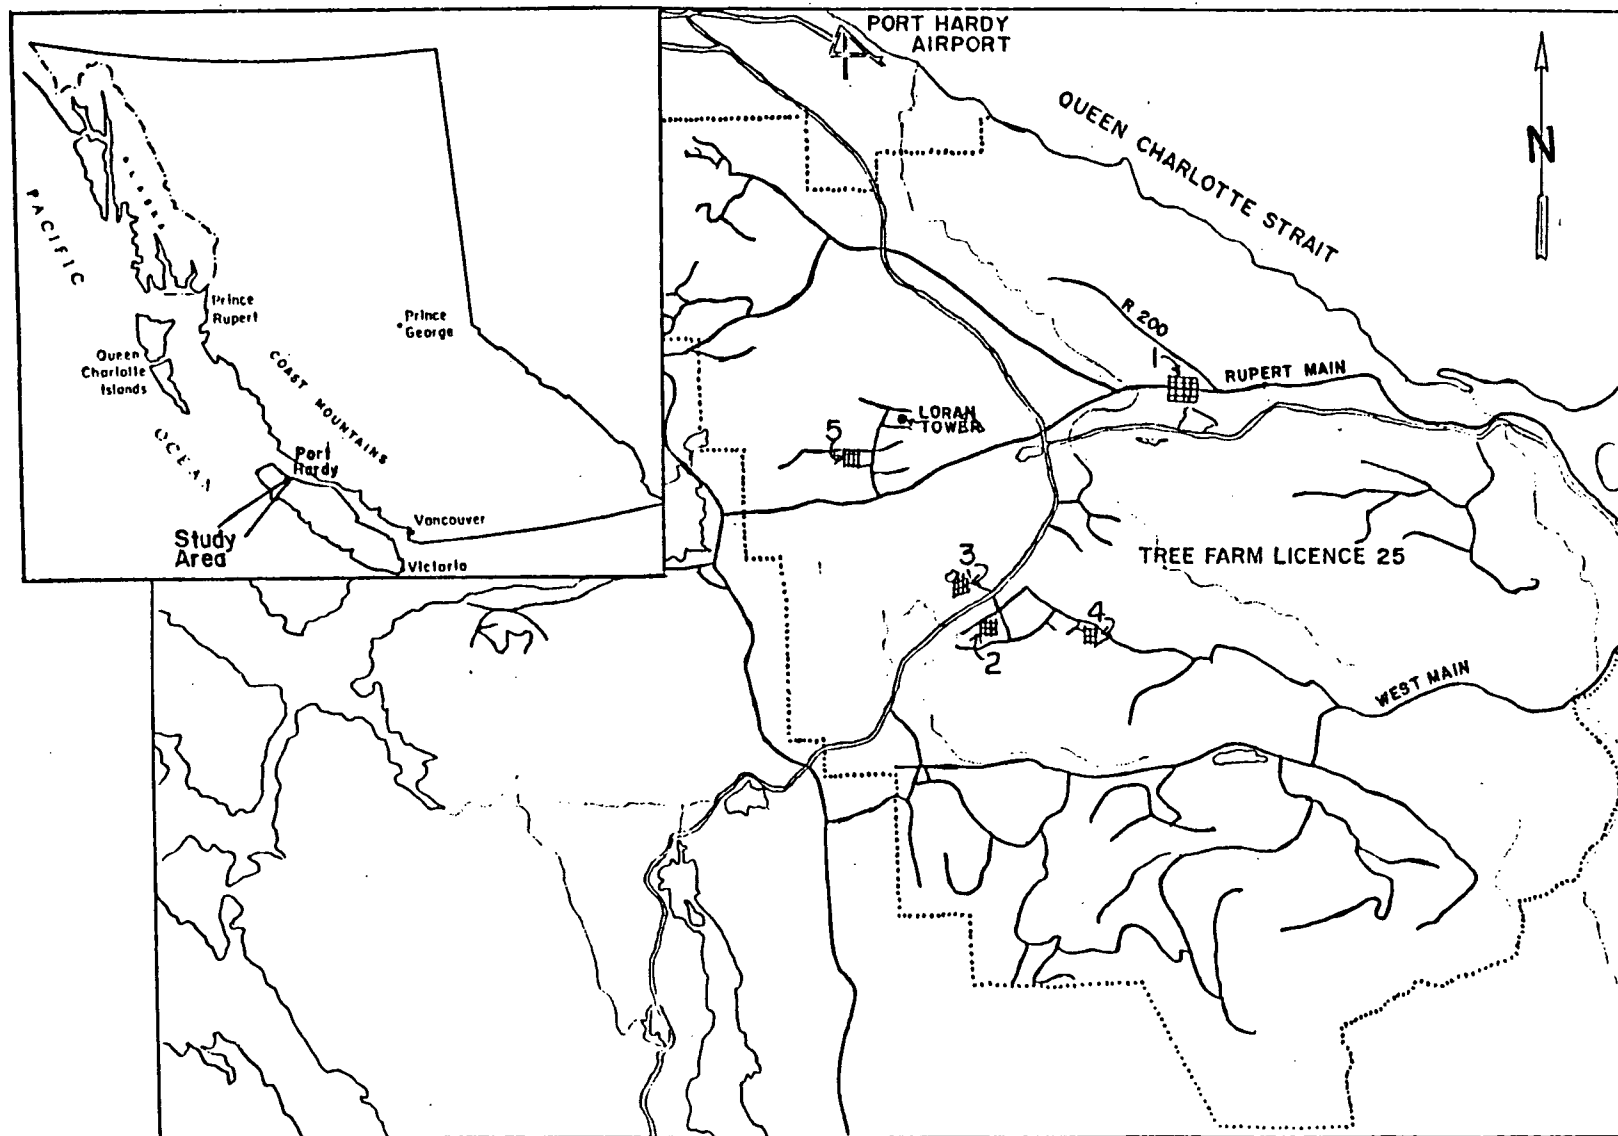 PORT HARDY
AIRPORT
QUEEN CHARLOTTE STRAIT
N
PACIFIC
OCEAN
Prince
Rupert
Prince
George
Queen
Charlotte
Islands
COAST MOUNTAINS
Port
Hardy
Vancouver
Victoria
Study
Area
R 200
1
RUPERT MAIN
LORAN
TOWER
5
TREE FARM LICENCE 25
3
4
2
WEST MAIN